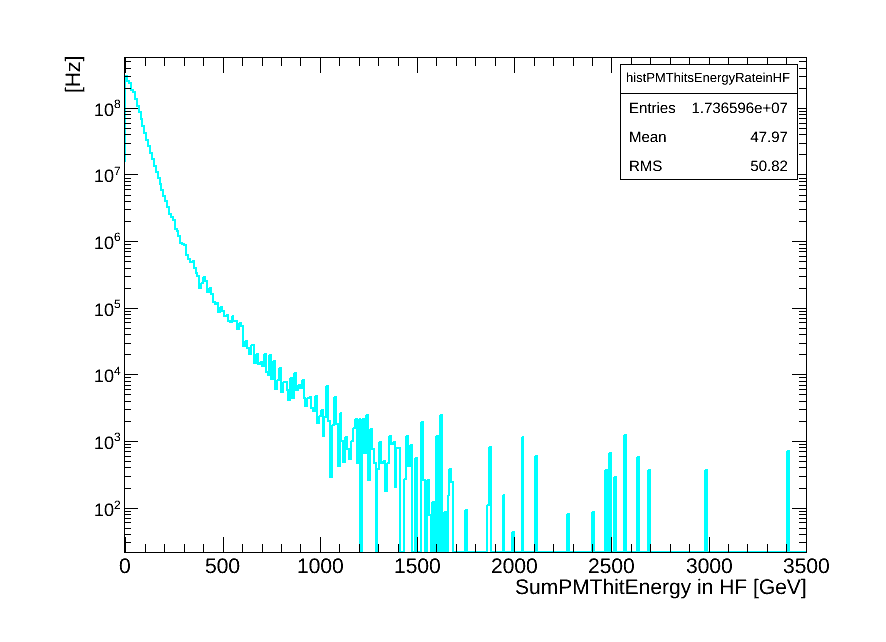 [Hz]
histPMThitsEnergyRateinHF
Entries 1.736596e+07
Mean 47.97
RMS 50.82
10^8
10^7
10^6
10^5
10^4
10^3
10^2
0 500 1000 1500 2000 2500 3000 3500
SumPMThitEnergy in HF [GeV]